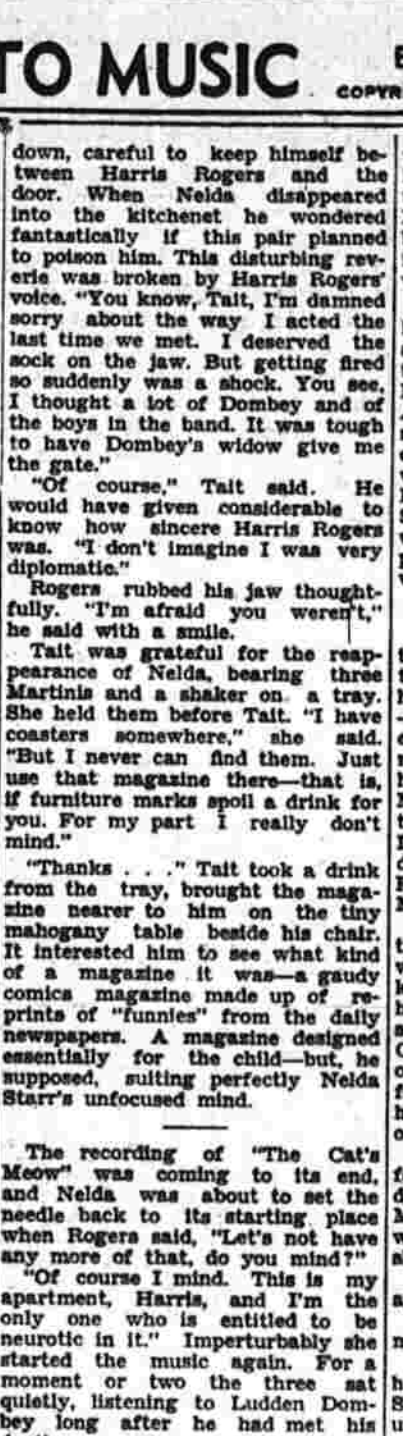 TO MUSIC
COPYR
down, careful to keep himself be-
tween Harris Rogers and the
door. When Nelda disappeared
into the kitchenet he wondered
fantastically if this pair planned
to poison him. This disturbing rev-
erie was broken by Harris Rogers'
voice. "You know, Tait, I'm damned
sorry about the way I acted the
last time we met. I deserved the
sock on the jaw. But getting fired
so suddenly was a shock. You see,
I thought a lot of Dombey and of
the boys in the band. It was tough
to have Dombey's widow give me
the gate."
"Of course," Tait said. He
would have given considerable to
know how sincere Harris Rogers
was. "I don't imagine I was very
diplomatic."
Rogers rubbed his jaw thought-
fully. "I'm afraid you weren't,"
he said with a smile.
Tait was grateful for the reap-
pearance of Nelda, bearing three
Martinis and a shaker on a tray.
She held them before Tait. "I have
coasters somewhere," she said.
"But I never can find them. Just
use that magazine there—that is,
if furniture marks spoil a drink for
you. For my part I really don't
mind."
"Thanks . . ." Tait took a drink
from the tray, brought the maga-
zine nearer to him on the tiny
mahogany table beside his chair.
It interested him to see what kind
of a magazine it was—a gaudy
comics magazine made up of re-
prints of "funnies" from the daily
newspapers. A magazine designed
essentially for the child—but, he
supposed, suiting perfectly Nelda
Starr's unfocused mind.
The recording of "The Cat's
Meow" was coming to its end,
and Nelda was about to set the
needle back to its starting place
when Rogers said, "Let's not have
any more of that, do you mind?"
"Of course I mind. This is my
apartment, Harris, and I'm the
only one who is entitled to be
neurotic in it." Imperturbably she
started the music again. For a
moment or two the three sat
quietly, listening to Ludden Dom-
bey long after he had met his